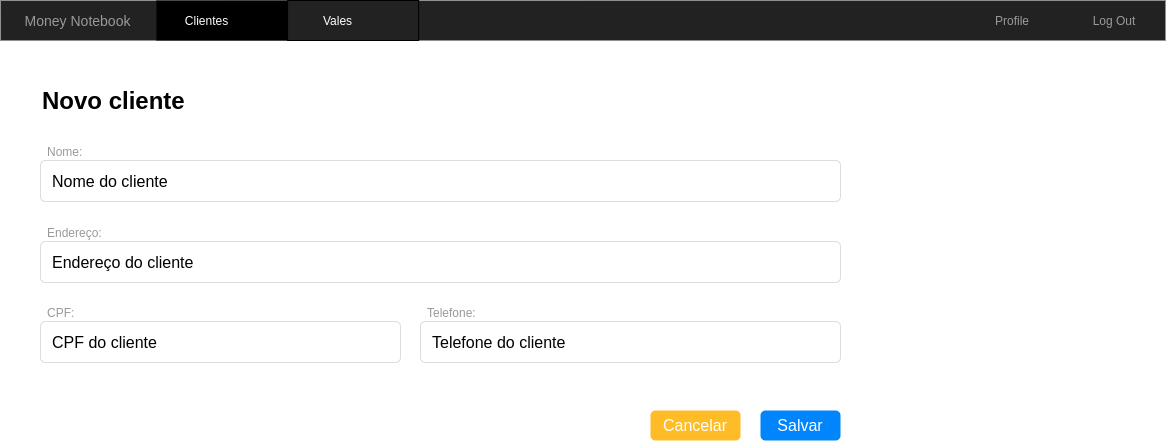 Money Notebook Clientes Vales Profile Log Out
Novo cliente
Nome:
Nome do cliente
Endereço:
Endereço do cliente
CPF: Telefone:
CPF do cliente Telefone do cliente
Cancelar Salvar